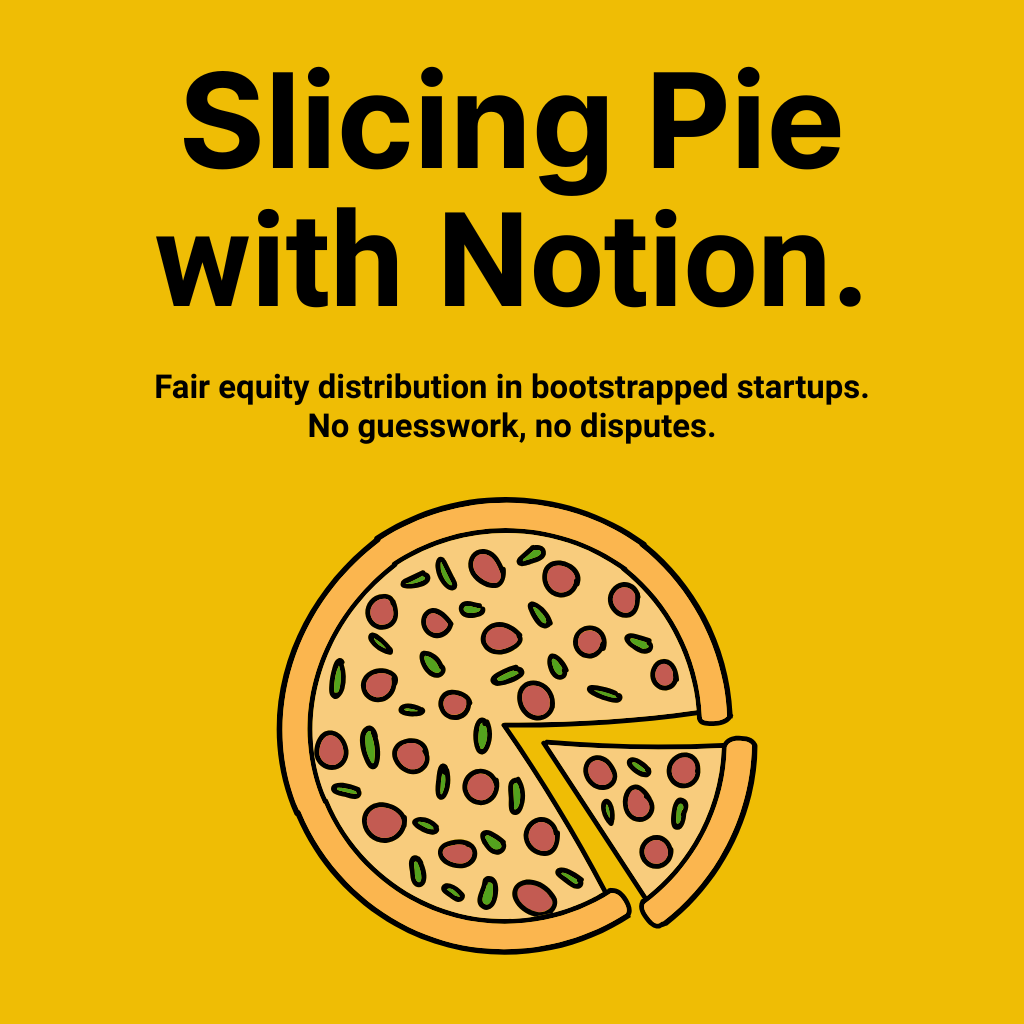 Slicing Pie
with Notion.
Fair equity distribution in bootstrapped startups.
No guesswork, no disputes.